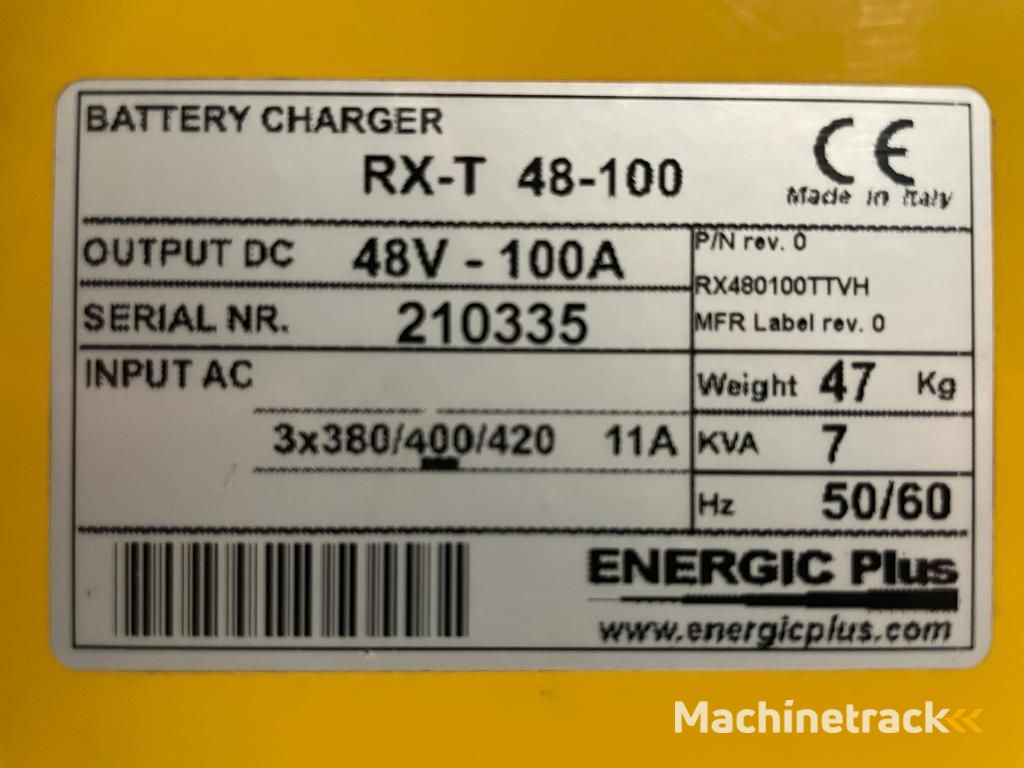 BATTERY CHARGER
RX-T 48-100
CE
Made in Italy
OUTPUT DC 48V - 100A
P/N rev. 0
RX480100TTVH
SERIAL NR. 210335
MFR Label rev. 0
INPUT AC
Weight 47 Kg
3x380/400/420 11A
KVA 7
Hz 50/60
ENERGIC Plus
www.energicplus.com
Machinetrack